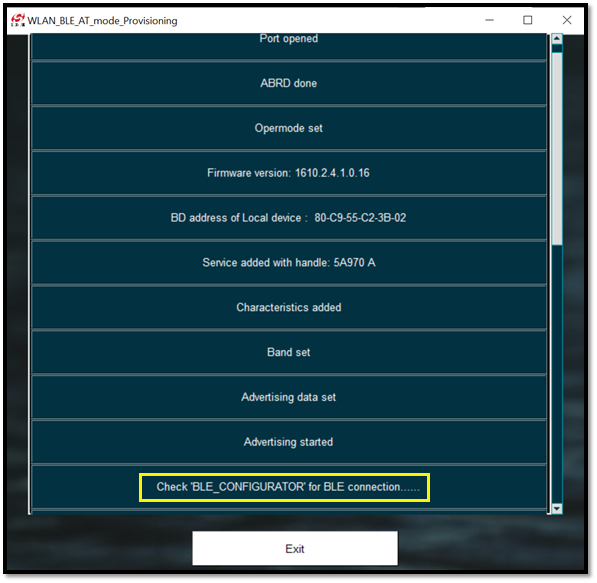 WLAN_BLE_AT_mode_Provisioning
Port opened
ABRD done
Opermode set
Firmware version: 1610.2.4.1.0.16
BD address of Local device : 80-C9-55-C2-3B-02
Service added with handle: 5A970 A
Characteristics added
Band set
Advertising data set
Advertising started
Check 'BLE_CONFIGURATOR' for BLE connection......
Exit